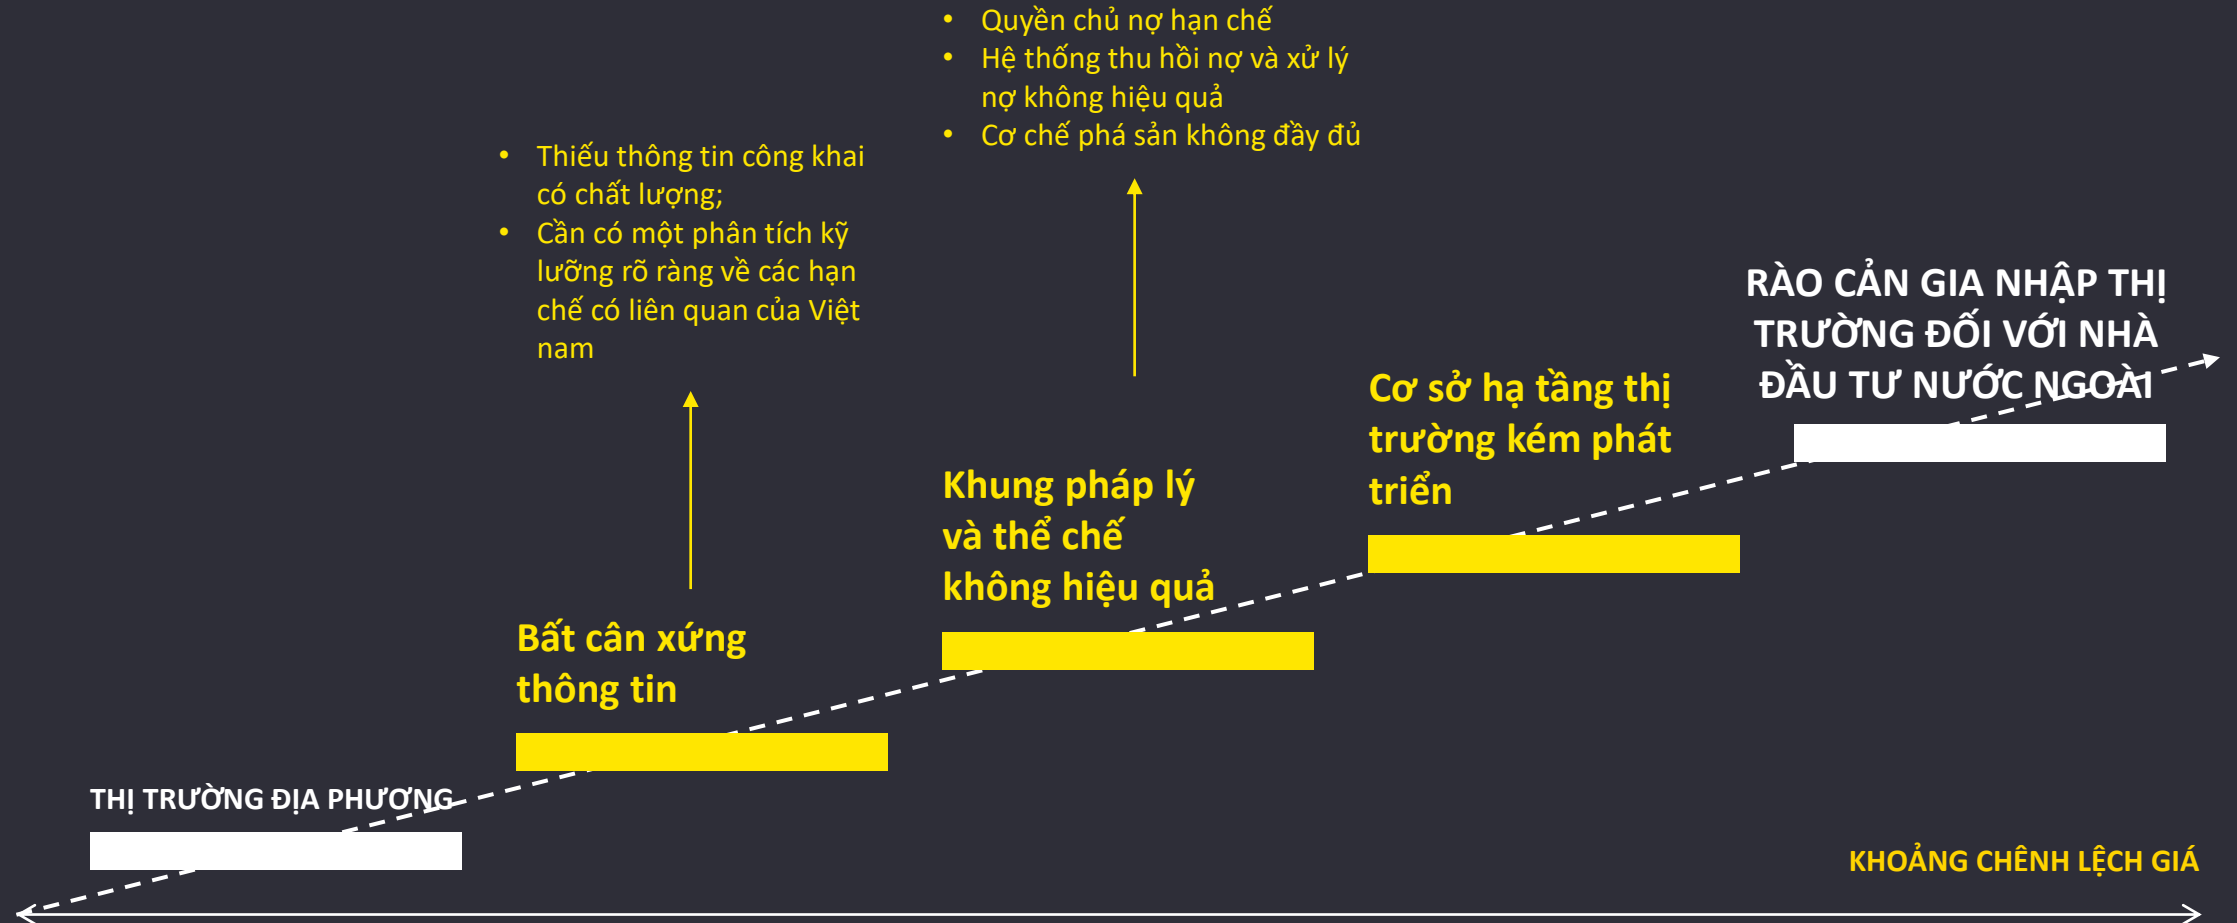 • Quyền chủ nợ hạn chế
• Hệ thống thu hồi nợ và xử lý
nợ không hiệu quả
• Cơ chế phá sản không đầy đủ
• Thiếu thông tin công khai
có chất lượng;
• Cần có một phân tích kỹ
lưỡng rõ ràng về các hạn
chế có liên quan của Việt
nam
RÀO CẢN GIA NHẬP THỊ
TRƯỜNG ĐỐI VỚI NHÀ
ĐẦU TƯ NƯỚC NGOÀI
Cơ sở hạ tầng thị
trường kém phát
triển
Khung pháp lý
và thể chế
không hiệu quả
Bất cân xứng
thông tin
THỊ TRƯỜNG ĐỊA PHƯƠNG
KHOẢNG CHÊNH LỆCH GIÁ